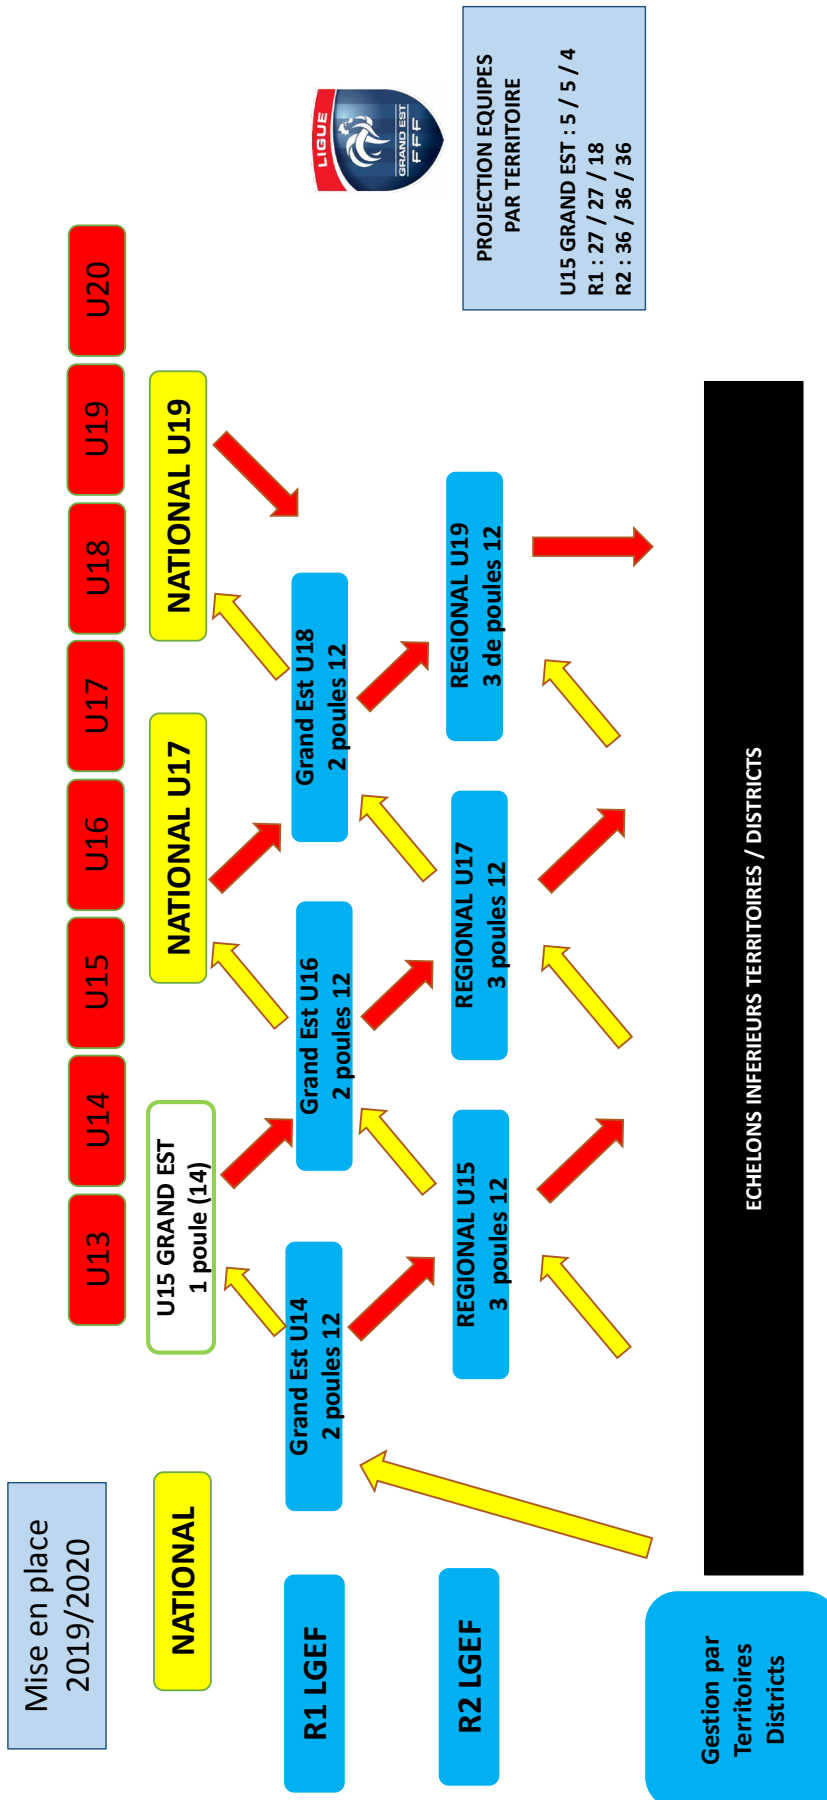 Mise en place
2019/2020
U13
U14
U15
U16
U17
U18
U19
U20
NATIONAL
U15 GRAND EST
1 poule (14)
NATIONAL U17
NATIONAL U19
LIGUE
GRAND EST
FFF
R1 LGEF
Grand Est U14
2 poules 12
Grand Est U16
2 poules 12
Grand Est U18
2 poules 12
R2 LGEF
REGIONAL U15
3 poules 12
REGIONAL U17
3 poules 12
REGIONAL U19
3 de poules 12
PROJECTION EQUIPES
PAR TERRITOIRE
U15 GRAND EST : 5 / 5 / 4
R1 : 27 / 27 / 18
R2 : 36 / 36 / 36
Gestion par
Territoires
Districts
ECHELONS INFERIEURS TERRITOIRES / DISTRICTS